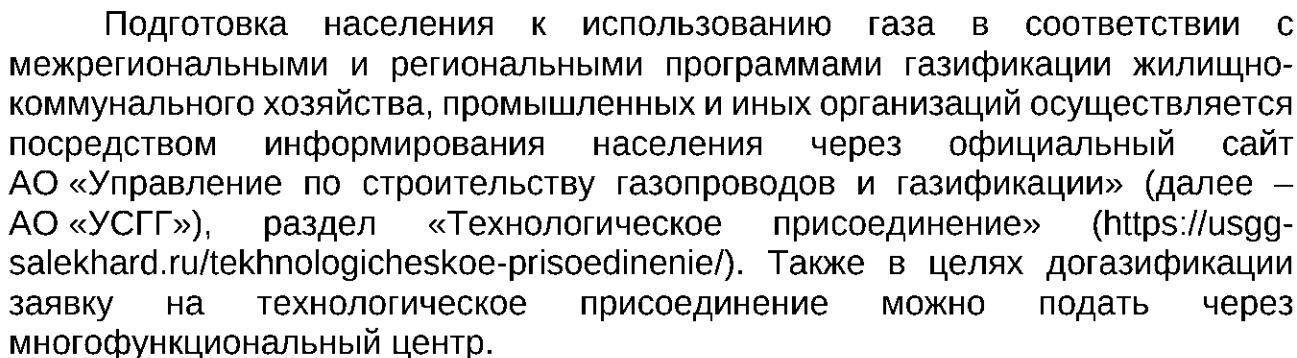 Подготовка населения к использованию газа в соответствии с
межрегиональными и региональными программами газификации жилищно-
коммунального хозяйства, промышленных и иных организаций осуществляется
посредством информирования населения через официальный сайт
АО «Управление по строительству газопроводов и газификации» (далее –
АО «УСГГ»), раздел «Технологическое присоединение» (https://usgg-
salekhard.ru/tekhnologicheskoe-prisoedinenie/). Также в целях догазификации
заявку на технологическое присоединение можно подать через
многофункциональный центр.